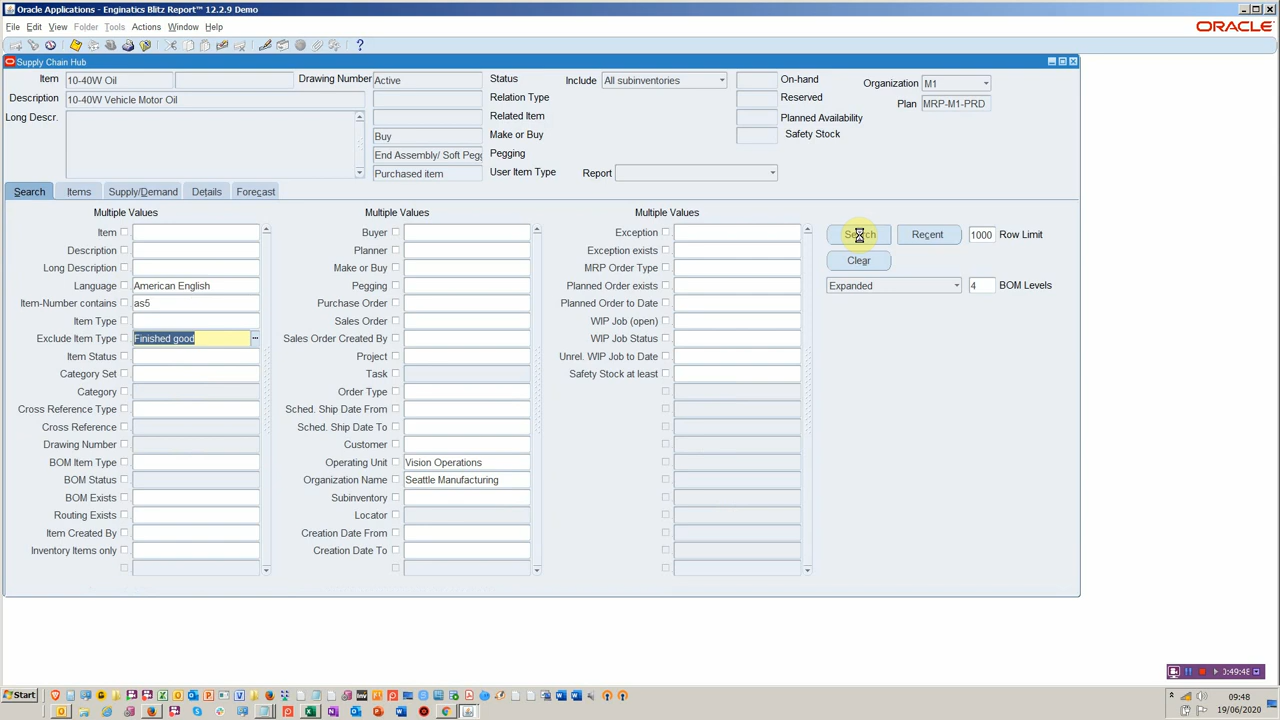 Oracle Applications - Enginatics Blitz Report™ 12.2.9 Demo
File Edit View Folder Tools Actions Window Help
ORACLE
Supply Chain Hub
Item 10-40W Oil Drawing Number Active Status Include All subinventories On-hand Organization M1
Description 10-40W Vehicle Motor Oil Relation Type Reserved Plan MRP-M1-PRD
Long Descr. Related Item Planned Availability
Buy Make or Buy Safety Stock
End Assembly/ Soft Pegg Pegging
Purchased item User Item Type Report
Search Items Supply/Demand Details Forecast
Multiple Values Multiple Values Multiple Values
Item Buyer Exception Search Recent 1000 Row Limit
Description Planner Exception exists
Long Description Make or Buy MRP Order Type Clear
Language American English Pegging Planned Order exists Expanded 4 BOM Levels
Item-Number contains as5 Purchase Order Planned Order to Date
Item Type Sales Order WIP Job (open)
Exclude Item Type Finished good Sales Order Created By WIP Job Status
Item Status Project Unrel. WIP Job to Date
Category Set Task Safety Stock at least
Category Order Type
Cross Reference Type Sched. Ship Date From
Cross Reference Sched. Ship Date To
Drawing Number Customer
BOM Item Type Operating Unit Vision Operations
BOM Status Organization Name Seattle Manufacturing
BOM Exists Subinventory
Routing Exists Locator
Item Created By Creation Date From
Inventory Items only Creation Date To
3:49:48
Start
09:48
19/06/2020